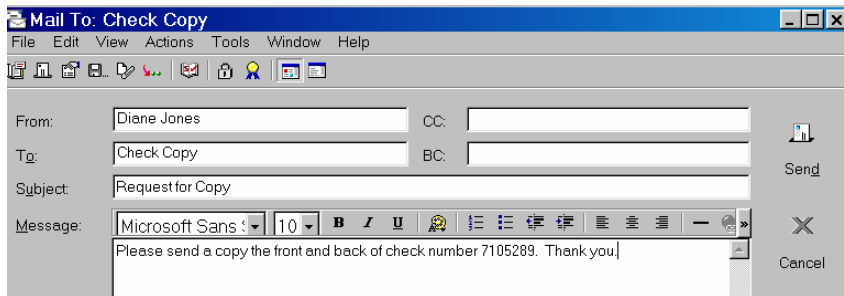 Mail To: Check Copy
File Edit View Actions Tools Window Help
From: Diane Jones CC:
To: Check Copy BC:
Send
Subject: Request for Copy
Message: Microsoft Sans 10 B I U »
Please send a copy the front and back of check number 7105289. Thank you.
Cancel